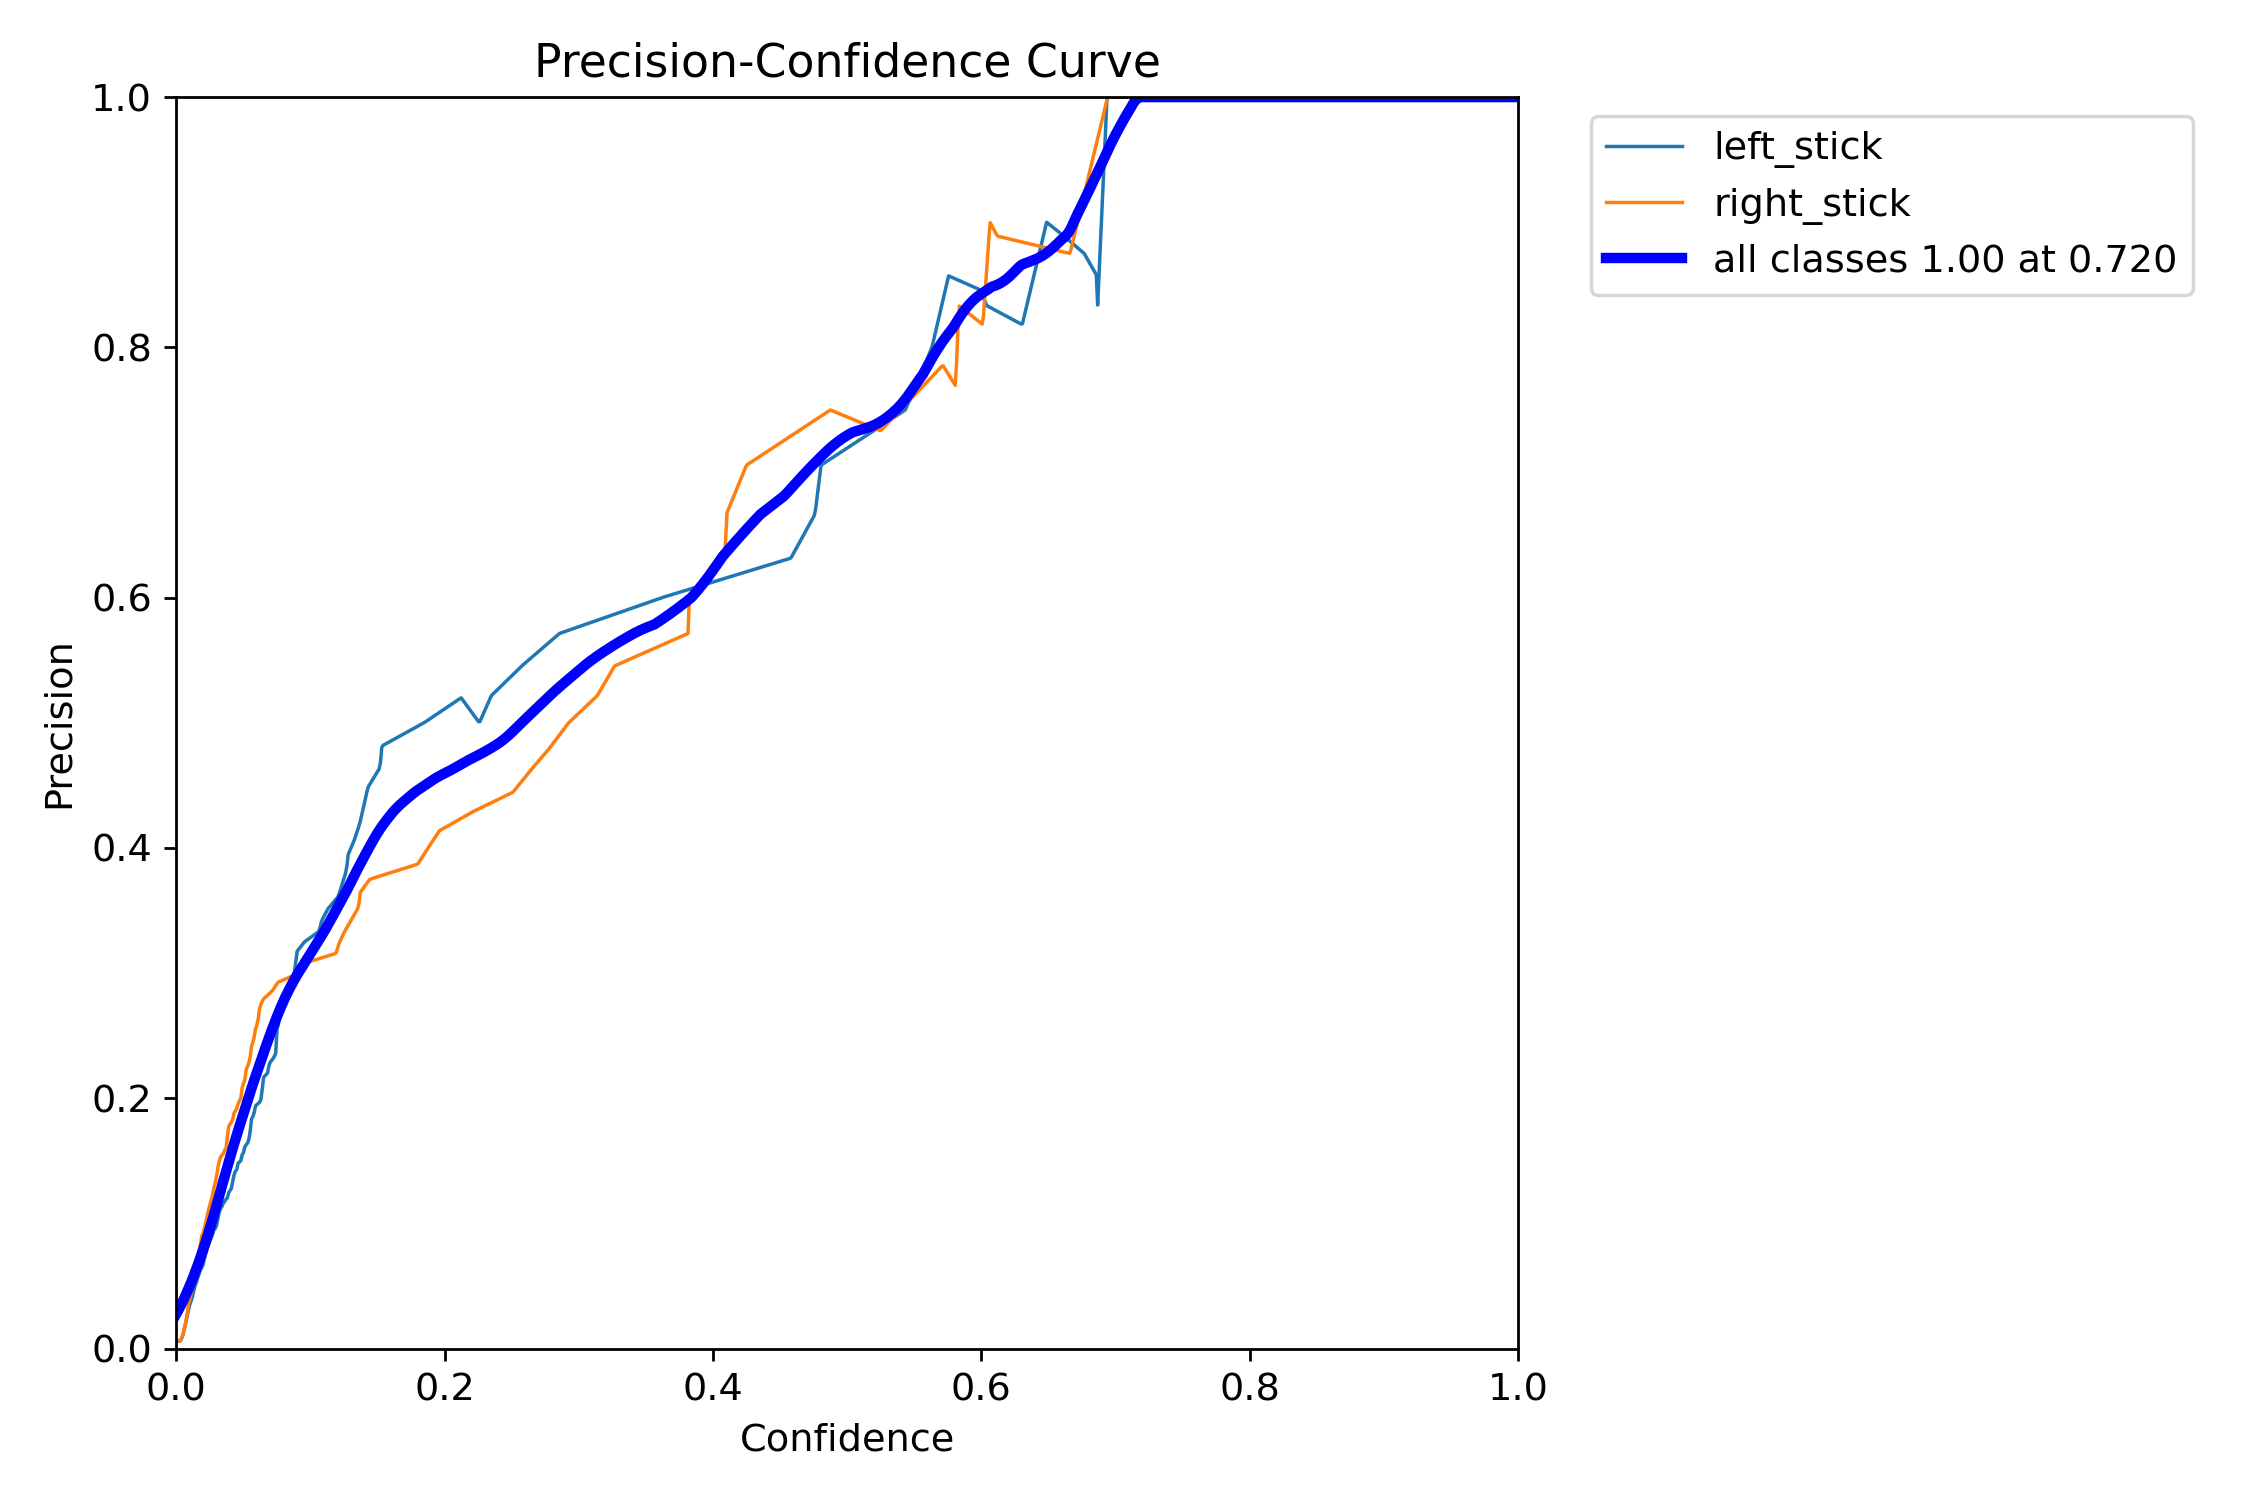 Precision-Confidence Curve
1.0
0.8
0.6
0.4
0.2
0.0
Precision
0.0 0.2 0.4 0.6 0.8 1.0
Confidence
left_stick
right_stick
all classes 1.00 at 0.720